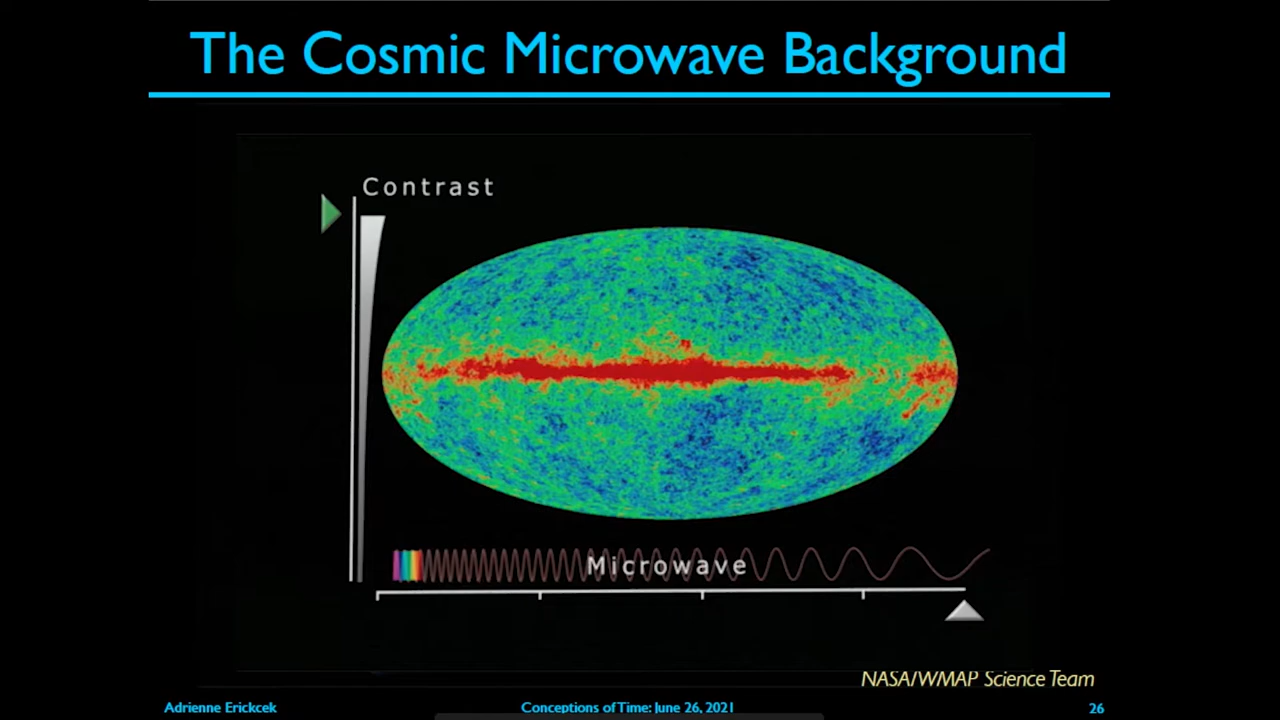 The Cosmic Microwave Background
Contrast
Microwave
NASA/WMAP Science Team
Adrienne Erickcek
Conceptions of Time: June 26, 2021
26